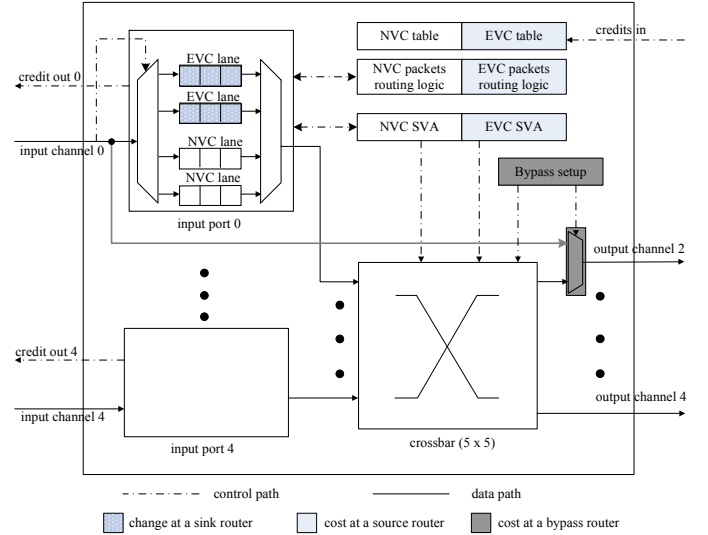 NVC table
EVC table
credits in
EVC lane
credit out 0
NVC packets routing logic
EVC packets routing logic
EVC lane
NVC SVA
EVC SVA
input channel 0
NVC lane
NVC lane
Bypass setup
input port 0
output channel 2
credit out 4
input channel 4
output channel 4
input port 4
crossbar (5 x 5)
control path
data path
change at a sink router
cost at a source router
cost at a bypass router